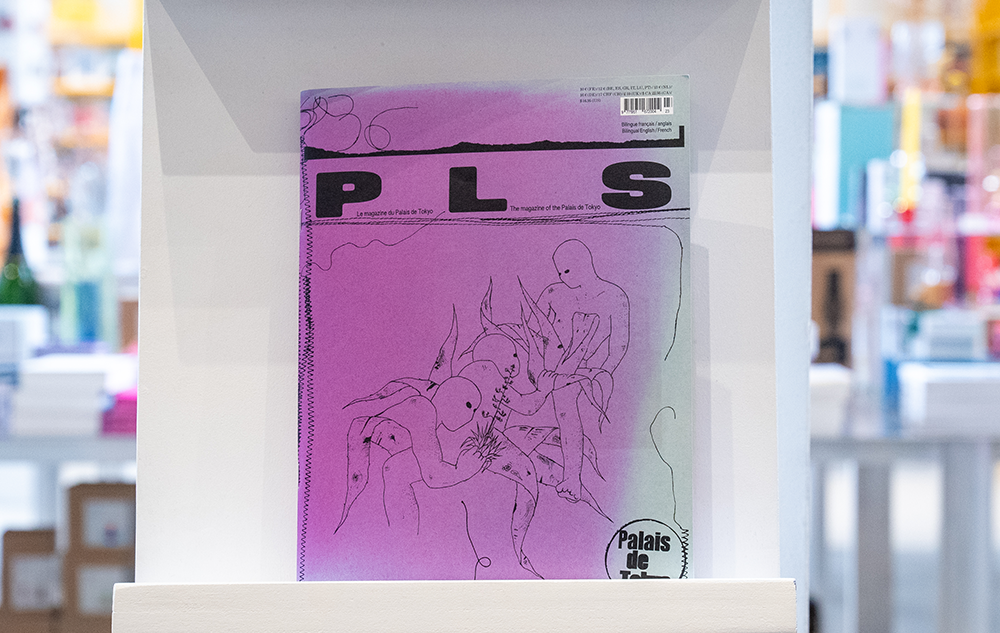 Bilingue français / anglais
Bilingual English / French
P L S
Le magazine du Palais de Tokyo
The magazine of the Palais de Tokyo
Palais
de